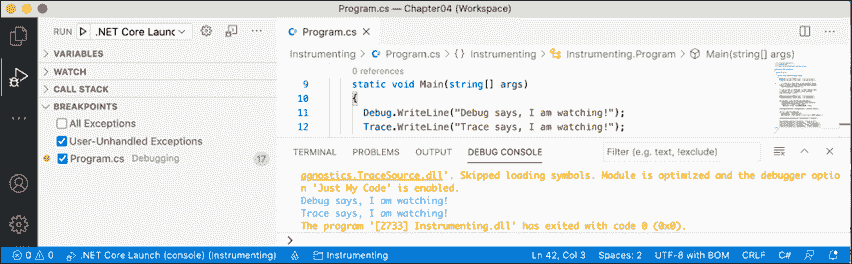 Program.cs — Chapter04 (Workspace)
RUN .NET Core Launch
VARIABLES
WATCH
CALL STACK
BREAKPOINTS
All Exceptions
User-Unhandled Exceptions
Program.cs Debugging 17
Program.cs
Instrumenting > Program.cs > {} Instrumenting > Instrumenting.Program > Main(string[] args)
0 references
9 static void Main(string[] args)
10 {
11 Debug.WriteLine("Debug says, I am watching!");
12 Trace.WriteLine("Trace says, I am watching!");
TERMINAL PROBLEMS OUTPUT DEBUG CONSOLE Filter (e.g. text, !exclude)
agnostics.TraceSource.dll'. Skipped loading symbols. Module is optimized and the debugger optio
n 'Just My Code' is enabled.
Debug says, I am watching!
Trace says, I am watching!
The program '[2733] Instrumenting.dll' has exited with code 0 (0x0).
>
0 0 .NET Core Launch (console) (Instrumenting) Instrumenting Ln 42, Col 3 Spaces: 2 UTF-8 with BOM CRLF C#